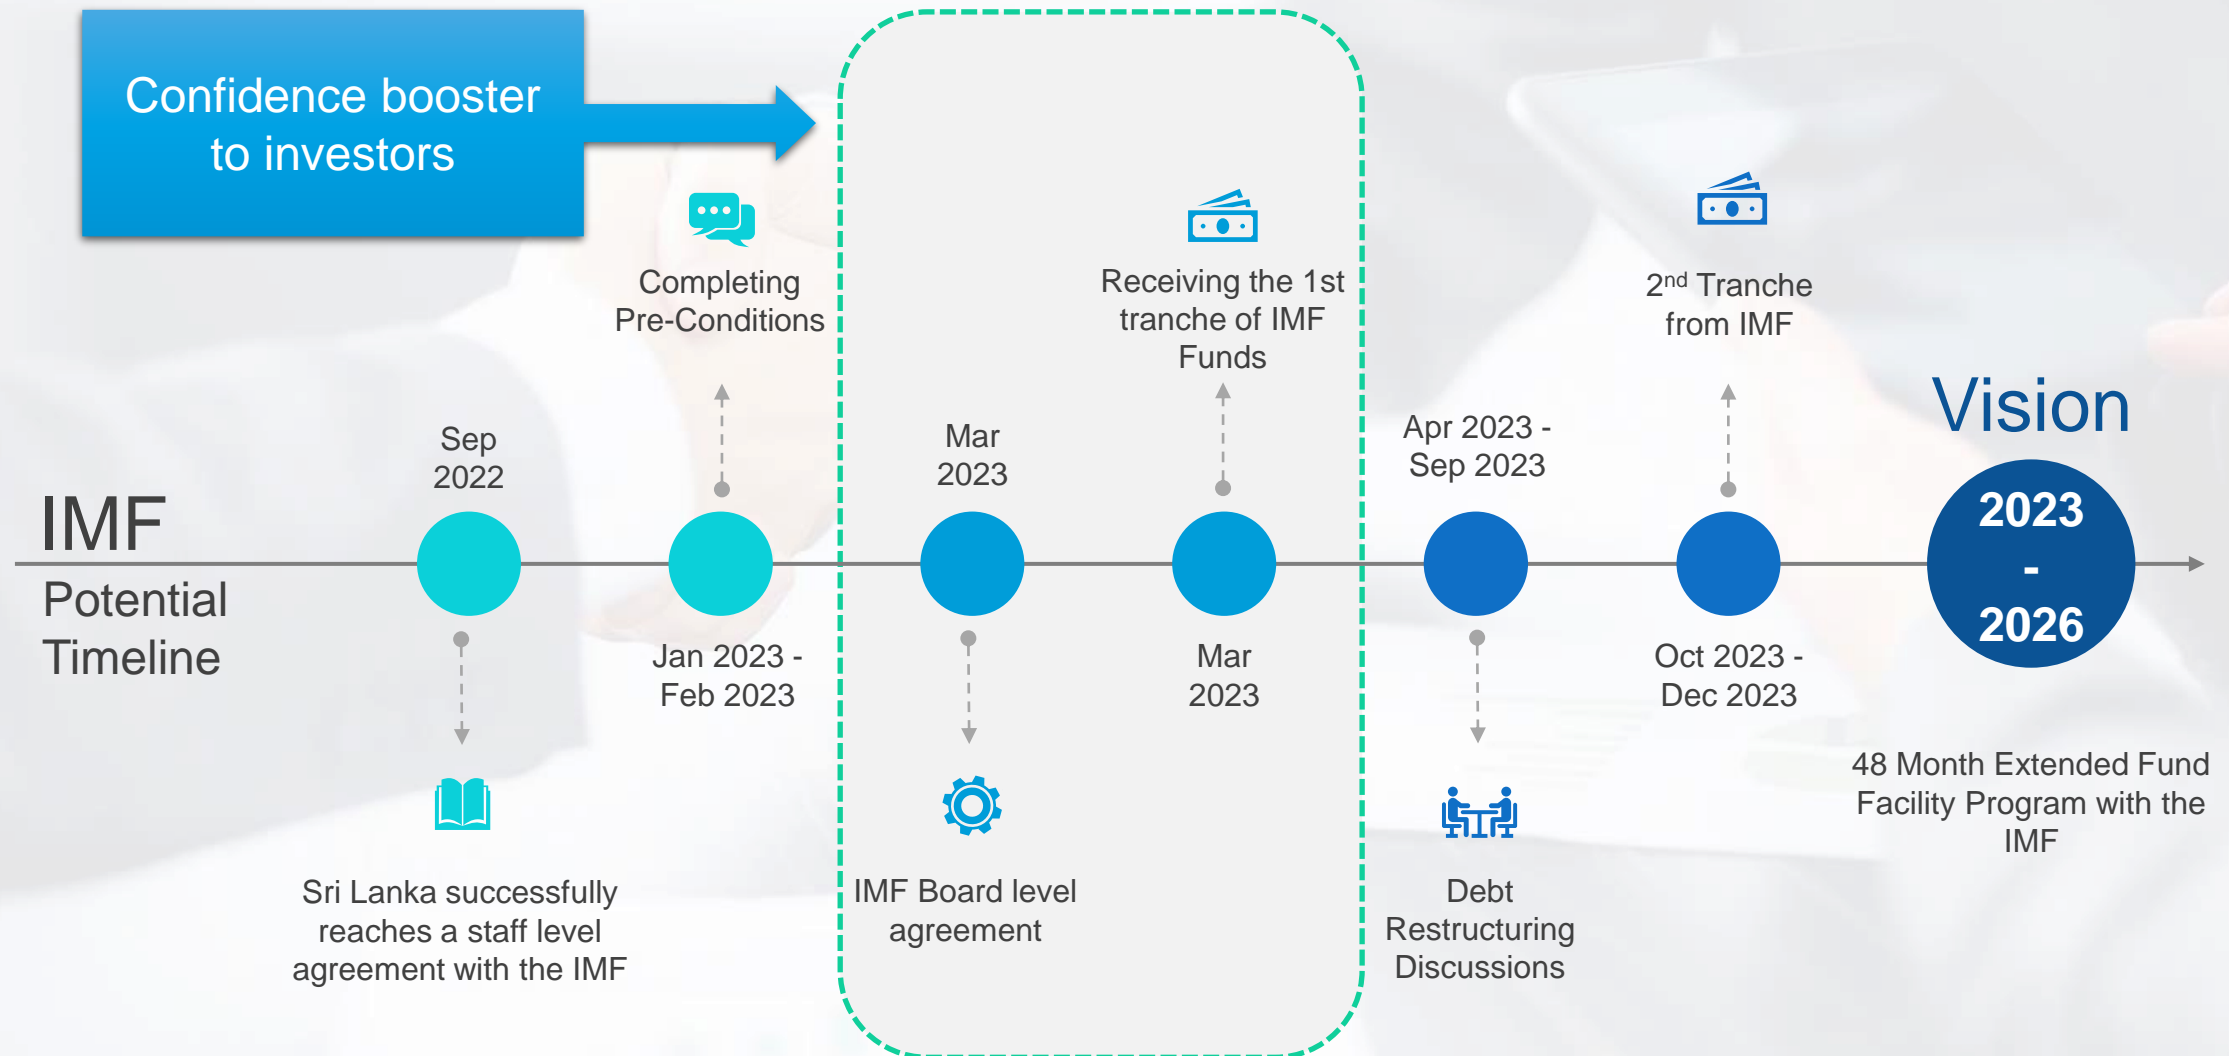 Confidence booster
to investors
Completing
Pre-Conditions
Receiving the 1st
tranche of IMF
Funds
2nd Tranche
from IMF
Vision
Sep
2022
Mar
2023
Apr 2023 -
Sep 2023
IMF
Potential
Timeline
2023
-
2026
Jan 2023 -
Feb 2023
Mar
2023
Oct 2023 -
Dec 2023
48 Month Extended Fund
Facility Program with the
IMF
Sri Lanka successfully
reaches a staff level
agreement with the IMF
IMF Board level
agreement
Debt
Restructuring
Discussions